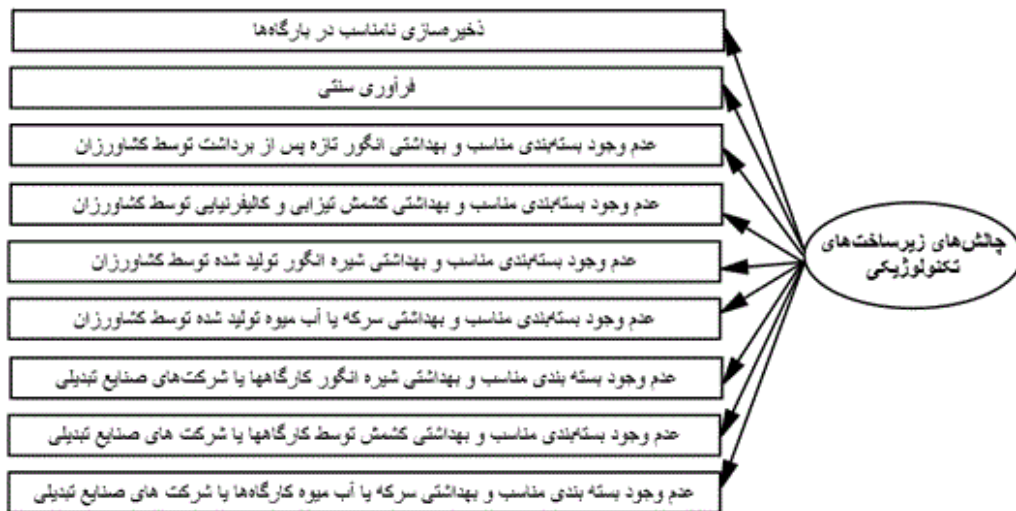 ذخیره‌سازی نامناسب در بارگاه‌ها
فرآوری سنتی
عدم وجود بسته‌بندی مناسب و بهداشتی انگور تازه پس از برداشت توسط کشاورزان
عدم وجود بسته‌بندی مناسب و بهداشتی کشمش تیزابی و کالیفرنیایی توسط کشاورزان
عدم وجود بسته‌بندی مناسب و بهداشتی شیره انگور تولید شده توسط کشاورزان
عدم وجود بسته‌بندی مناسب و بهداشتی سرکه یا آب میوه تولید شده توسط کشاورزان
عدم وجود بسته بندی مناسب و بهداشتی شیره انگور کارگاهها یا شرکت‌های صنایع تبدیلی
عدم وجود بسته‌بندی مناسب و بهداشتی کشمش توسط کارگاهها یا شرکت های صنایع تبدیلی
عدم وجود بسته بندی مناسب و بهداشتی سرکه یا آب میوه کارگاه‌ها یا شرکت های صنایع تبدیلی
چالش‌های زیرساخت‌های
تکنولوژیکی